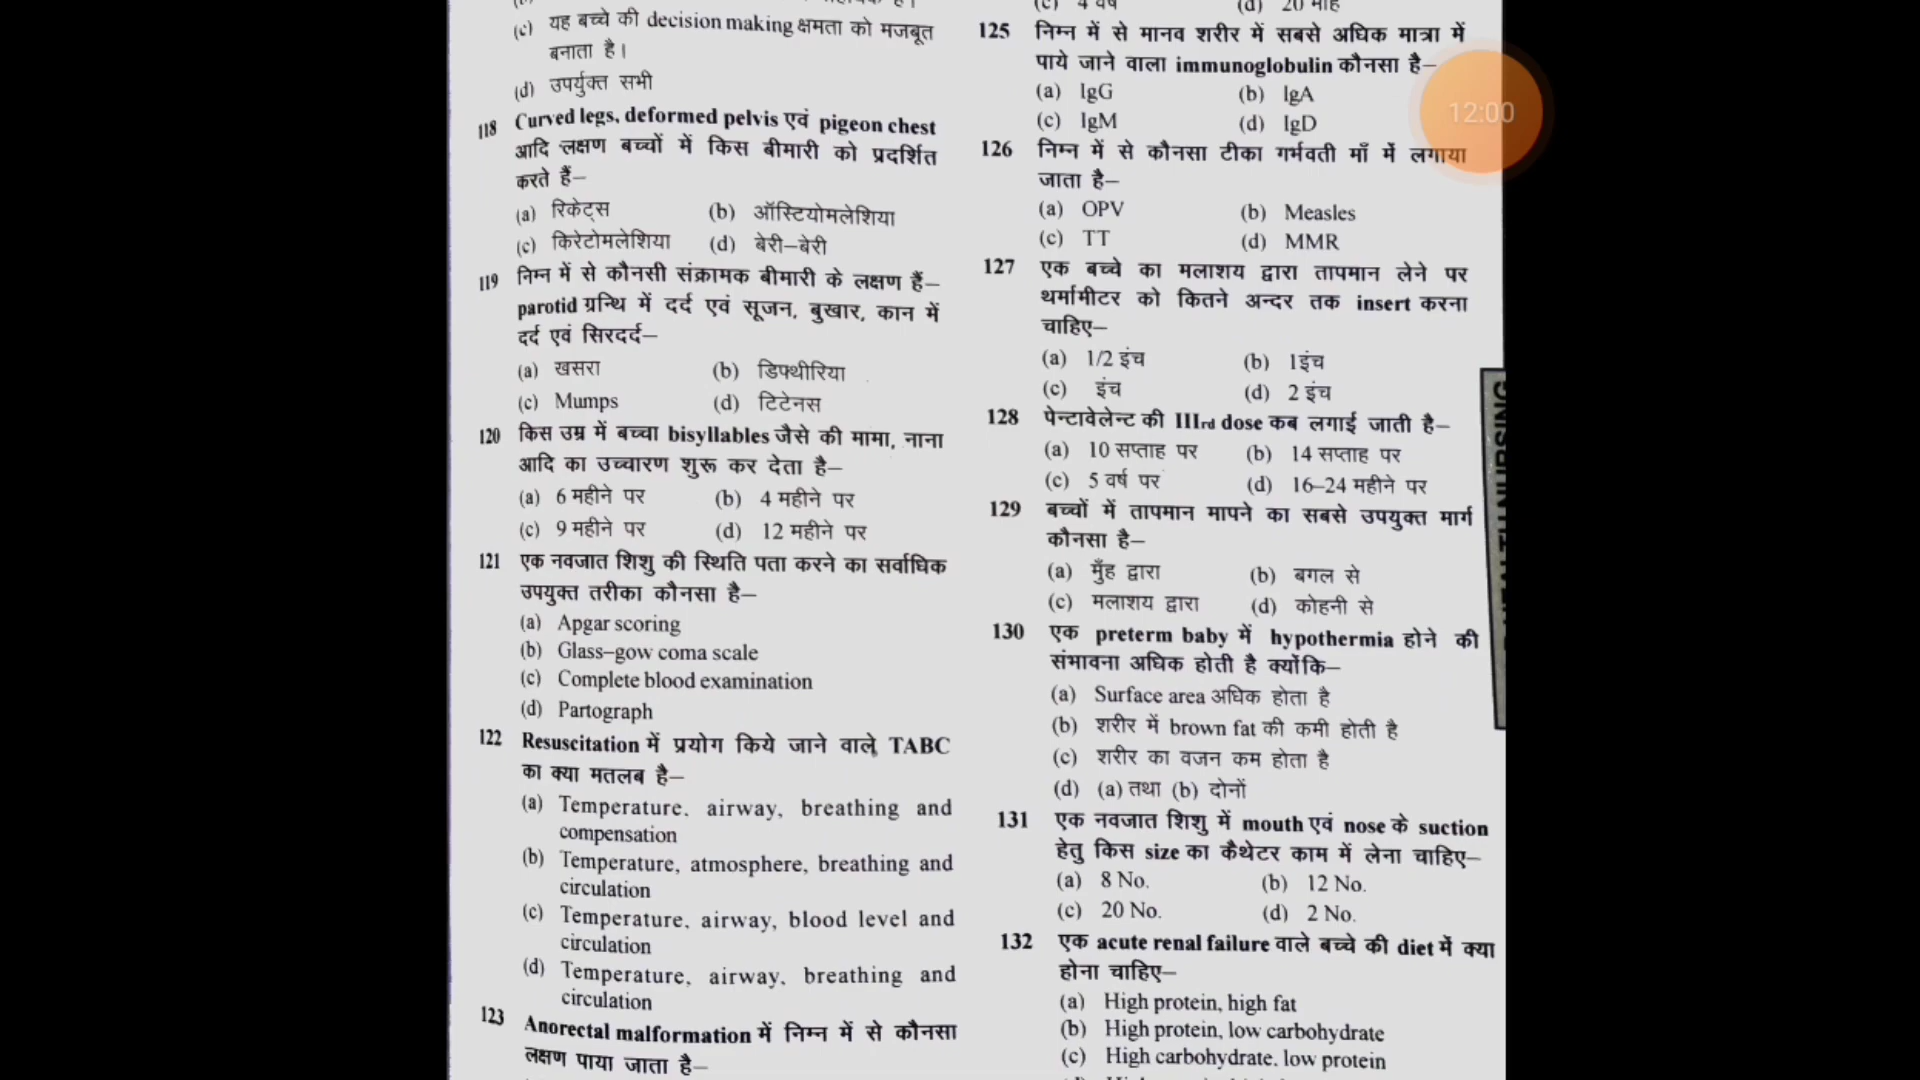 (c) यह बच्चे की decision making क्षमता को मजबूत
बनाता है।
(d) उपर्युक्त सभी
118 Curved legs, deformed pelvis एवं pigeon chest
आदि लक्षण बच्चों में किस बीमारी को प्रदर्शित
करते हैं–
(a) रिकेट्स (b) ऑस्टियोमलेशिया
(c) किरेटोमलेशिया (d) बेरी–बेरी
119 निम्न में से कौनसी संक्रामक बीमारी के लक्षण हैं–
parotid ग्रन्थि में दर्द एवं सूजन, बुखार, कान में
दर्द एवं सिरदर्द–
(a) खसरा (b) डिफ्थीरिया
(c) Mumps (d) टिटेनस
120 किस उम्र में बच्चा bisyllables जैसे की मामा, नाना
आदि का उच्चारण शुरू कर देता है–
(a) 6 महीने पर (b) 4 महीने पर
(c) 9 महीने पर (d) 12 महीने पर
121 एक नवजात शिशु की स्थिति पता करने का सर्वाधिक
उपयुक्त तरीका कौनसा है–
(a) Apgar scoring
(b) Glass–gow coma scale
(c) Complete blood examination
(d) Partograph
122 Resuscitation में प्रयोग किये जाने वाले TABC
का क्या मतलब है–
(a) Temperature, airway, breathing and
compensation
(b) Temperature, atmosphere, breathing and
circulation
(c) Temperature, airway, blood level and
circulation
(d) Temperature, airway, breathing and
circulation
123 Anorectal malformation में निम्न में से कौनसा
लक्षण पाया जाता है–
(c) 4 वर्ष (d) 20 माह
125 निम्न में से मानव शरीर में सबसे अधिक मात्रा में
पाये जाने वाला immunoglobulin कौनसा है–
(a) IgG (b) IgA
(c) IgM (d) IgD
12:00
126 निम्न में से कौनसा टीका गर्भवती माँ में लगाया
जाता है–
(a) OPV (b) Measles
(c) TT (d) MMR
127 एक बच्चे का मलाशय द्वारा तापमान लेने पर
थर्मामीटर को कितने अन्दर तक insert करना
चाहिए–
(a) 1/2 इंच (b) 1इंच
(c) इंच (d) 2 इंच
128 पेन्टावेलेन्ट की IIIrd dose कब लगाई जाती है–
(a) 10 सप्ताह पर (b) 14 सप्ताह पर
(c) 5 वर्ष पर (d) 16–24 महीने पर
129 बच्चों में तापमान मापने का सबसे उपयुक्त मार्ग
कौनसा है–
(a) मुँह द्वारा (b) बगल से
(c) मलाशय द्वारा (d) कोहनी से
130 एक preterm baby में hypothermia होने की
संभावना अधिक होती है क्योंकि–
(a) Surface area अधिक होता है
(b) शरीर में brown fat की कमी होती है
(c) शरीर का वजन कम होता है
(d) (a) तथा (b) दोनों
131 एक नवजात शिशु में mouth एवं nose के suction
हेतु किस size का कैथेटर काम में लेना चाहिए–
(a) 8 No. (b) 12 No.
(c) 20 No. (d) 2 No.
132 एक acute renal failure वाले बच्चे की diet में क्या
होना चाहिए–
(a) High protein, high fat
(b) High protein, low carbohydrate
(c) High carbohydrate, low protein
NURSING